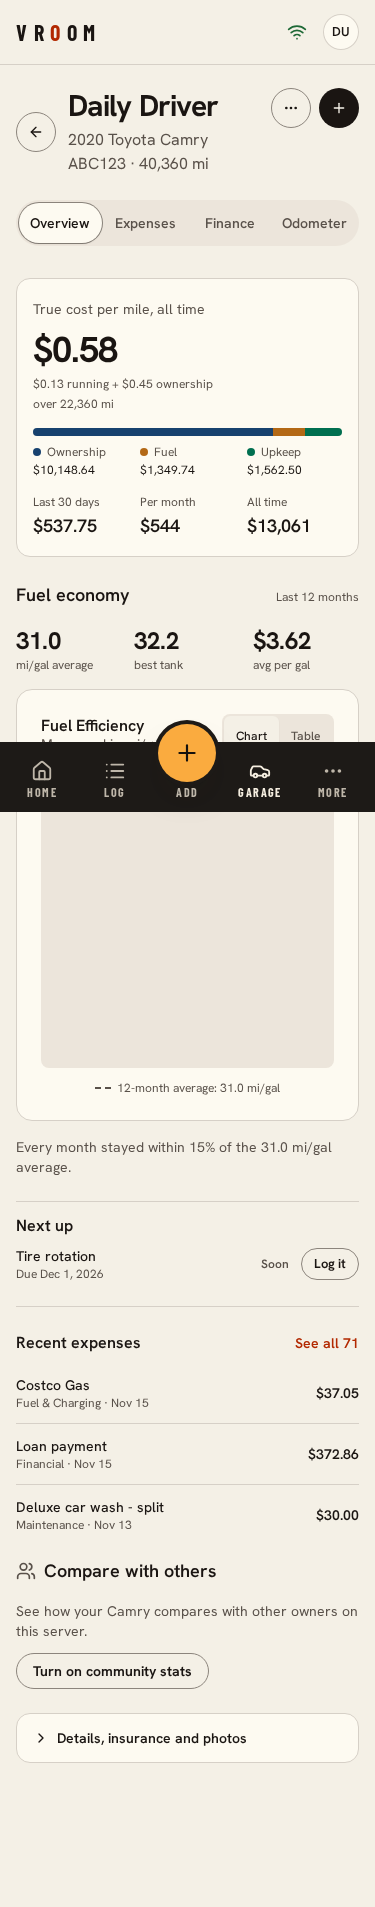 VROOM
DU
Daily Driver
2020 Toyota Camry
ABC123 · 40,360 mi
Overview
Expenses
Finance
Odometer
True cost per mile, all time
$0.58
$0.13 running + $0.45 ownership
over 22,360 mi
Ownership
$10,148.64
Fuel
$1,349.74
Upkeep
$1,562.50
Last 30 days
$537.75
Per month
$544
All time
$13,061
Fuel economy
Last 12 months
31.0
mi/gal average
32.2
best tank
$3.62
avg per gal
Fuel Efficiency
Chart
Table
HOME
LOG
ADD
GARAGE
MORE
12-month average: 31.0 mi/gal
Every month stayed within 15% of the 31.0 mi/gal
average.
Next up
Tire rotation
Due Dec 1, 2026
Soon
Log it
Recent expenses
See all 71
Costco Gas
Fuel & Charging · Nov 15
$37.05
Loan payment
Financial · Nov 15
$372.86
Deluxe car wash - split
Maintenance · Nov 13
$30.00
Compare with others
See how your Camry compares with other owners on
this server.
Turn on community stats
Details, insurance and photos